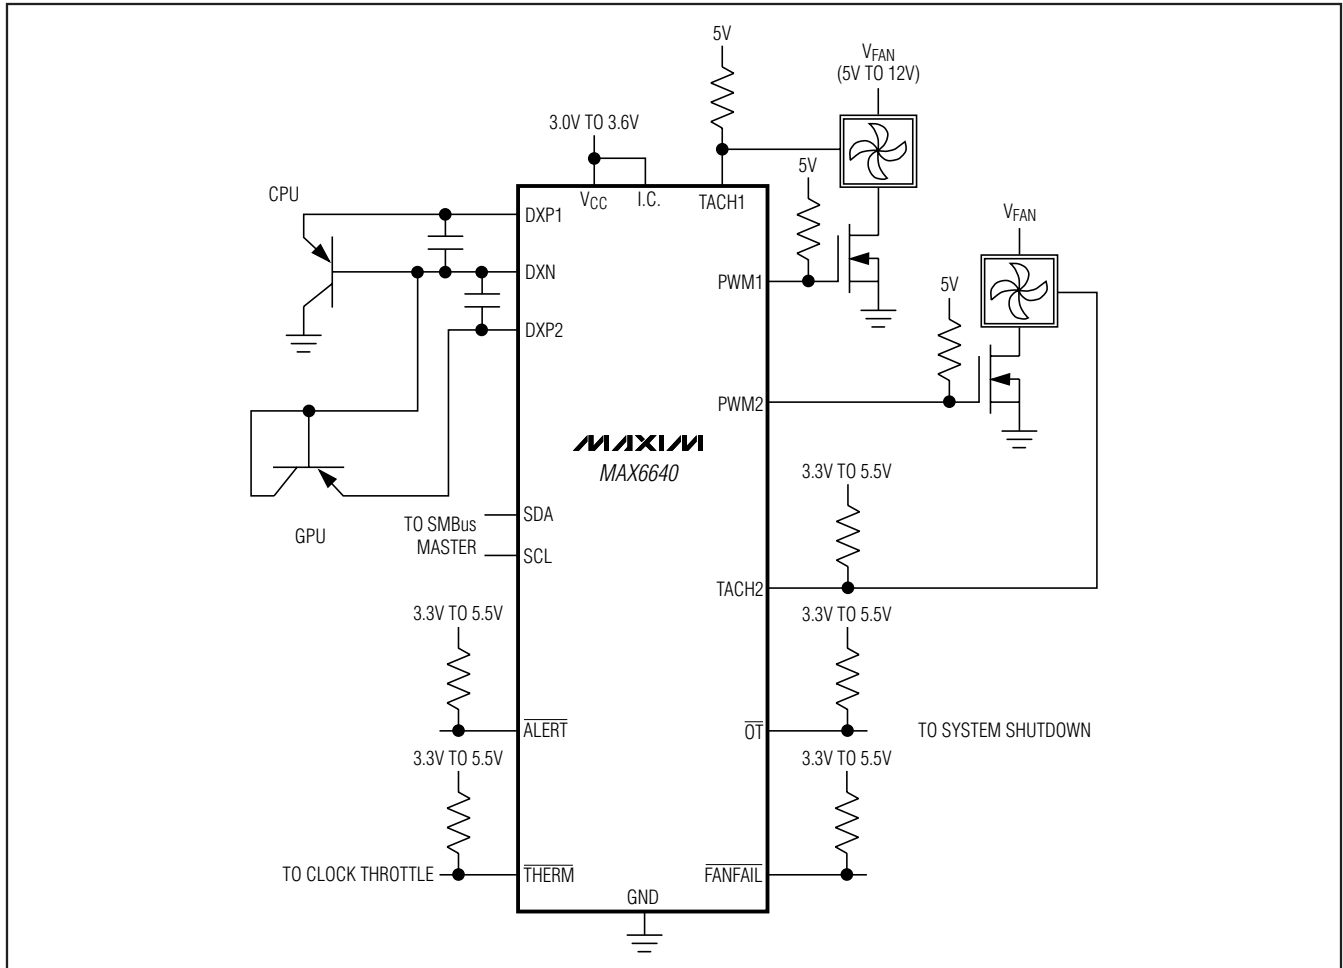 5V
VFAN
(5V TO 12V)
3.0V TO 3.6V
5V
CPU
VCC
I.C.
TACH1
DXP1
VFAN
DXN
PWM1
5V
DXP2
PWM2
MAXIM
MAX6640
3.3V TO 5.5V
SDA
TO SMBus
MASTER
GPU
SCL
TACH2
3.3V TO 5.5V
3.3V TO 5.5V
ALERT
OT
TO SYSTEM SHUTDOWN
3.3V TO 5.5V
3.3V TO 5.5V
TO CLOCK THROTTLE
THERM
FANFAIL
GND